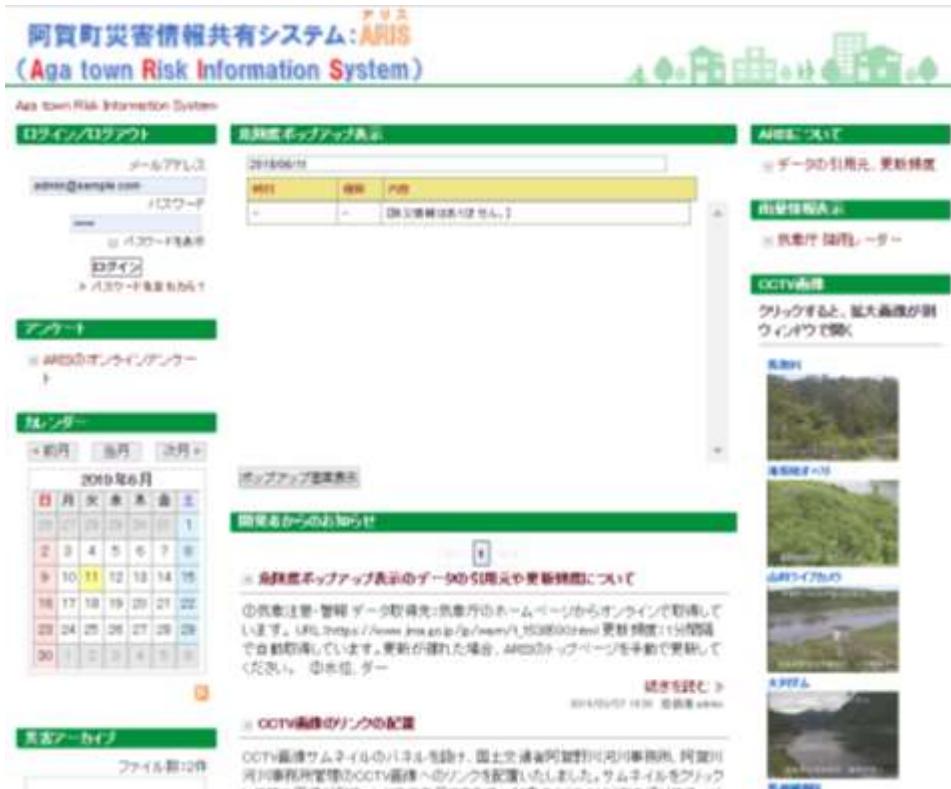 アリス
阿賀町災害情報共有システム:ARIS
(Aga town Risk Information System)
Aga town Risk Information System
ログイン/ログアウト
メールアドレス
admin@sample.com
パスワード
パスワードを表示
ログイン
アンケート
ARISのオンラインアンケー
ト
カレンダー
«前月 当月 次月»
2019年6月
日 月 火 水 木 金 土
26 27 28 29 30 31 1
2 3 4 5 6 7 8
9 10 11 12 13 14 15
16 17 18 19 20 21 22
23 24 25 26 27 28 29
30 1 2 3 4 5 6
災害アーカイブ
ファイル数:12件
危険度ポップアップ表示
2019/06/11
時刻 種類 内容
- -
ポップアップ画面表示
開発者からのお知らせ
1
危険度ポップアップ表示のデータの引用元や更新頻度について
①気象注意・警報 データ取得先:気象庁のホームページからオンラインで取得して
います。 更新頻度:1分間隔
で自動取得しています。更新が遅れた場合、ARISのトップページを手動で更新して
ください。 ②水位、ダー
続きを読む »
CCTV画像のリンクの配置
CCTV画像サムネイルのパネルを設け、国土交通省阿賀野川河川事務所、阿賀川
河川事務所管理のCCTV画像へのリンクを配置いたしました。サムネイルをクリック
ARISについて
データの引用元、更新頻度
雨量情報表示
気象庁 レーダー
CCTV画像
クリックすると、拡大画像が別
ウィンドウで開く